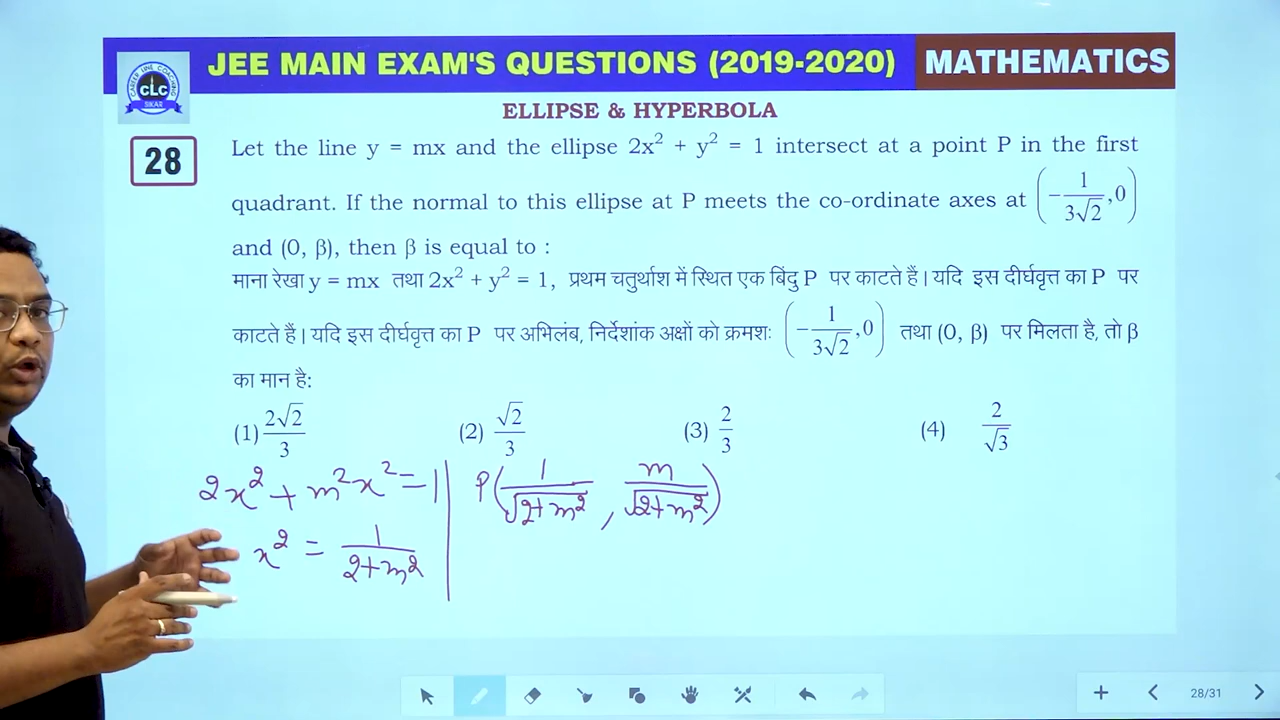 JEE MAIN EXAM'S QUESTIONS (2019-2020) MATHEMATICS
CAREER LINE COACHING
CLC
SIKAR
ELLIPSE & HYPERBOLA
28
Let the line y = mx and the ellipse 2x² + y² = 1 intersect at a point P in the first
quadrant. If the normal to this ellipse at P meets the co-ordinate axes at (-1/(3√2), 0)
and (0, β), then β is equal to :
माना रेखा y = mx तथा 2x² + y² = 1, प्रथम चतुर्थाश में स्थित एक बिंदु P पर काटते हैं। यदि इस दीर्घवृत्त का P पर
काटते हैं। यदि इस दीर्घवृत्त का P पर अभिलंब, निर्देशांक अक्षों को क्रमशः (-1/(3√2), 0) तथा (0, β) पर मिलता है, तो β
का मान है:
(1) 2√2/3 (2) √2/3 (3) 2/3 (4) 2/√3
2x² + m²x² = 1
x² = 1/(2+m²)
P(1/√(2+m²), m/√(2+m²))
28/31